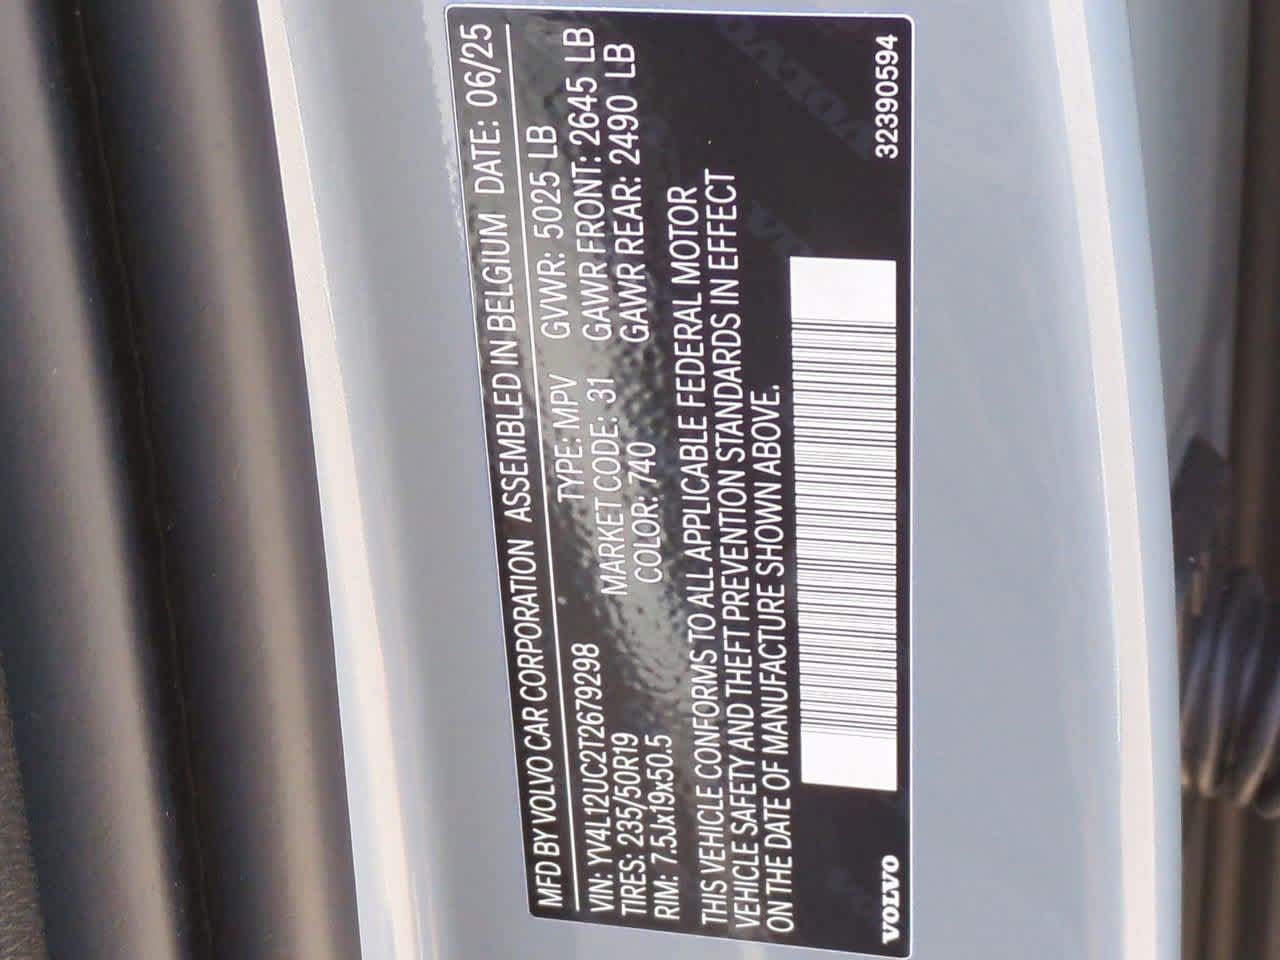 MFD BY VOLVO CAR CORPORATION ASSEMBLED IN BELGIUM DATE: 06/25
VIN: YV4L12UC2T2679298 TYPE: MPV GVWR: 5025 LB
TIRES: 235/50R19 MARKET CODE: 31 GAWR FRONT: 2645 LB
RIM: 7.5Jx19x50.5 COLOR: 740 GAWR REAR: 2490 LB
THIS VEHICLE CONFORMS TO ALL APPLICABLE FEDERAL MOTOR
VEHICLE SAFETY AND THEFT PREVENTION STANDARDS IN EFFECT
ON THE DATE OF MANUFACTURE SHOWN ABOVE.
VOLVO 32390594